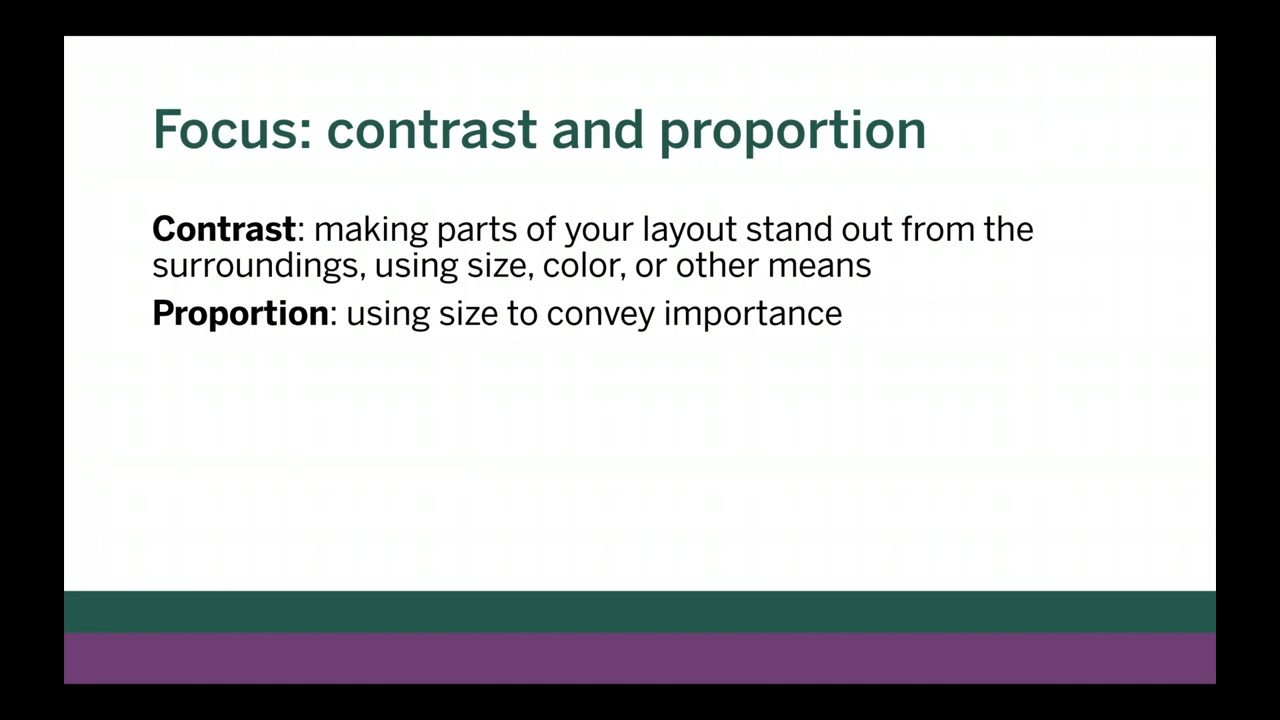 Focus: contrast and proportion
Contrast: making parts of your layout stand out from the
surroundings, using size, color, or other means
Proportion: using size to convey importance